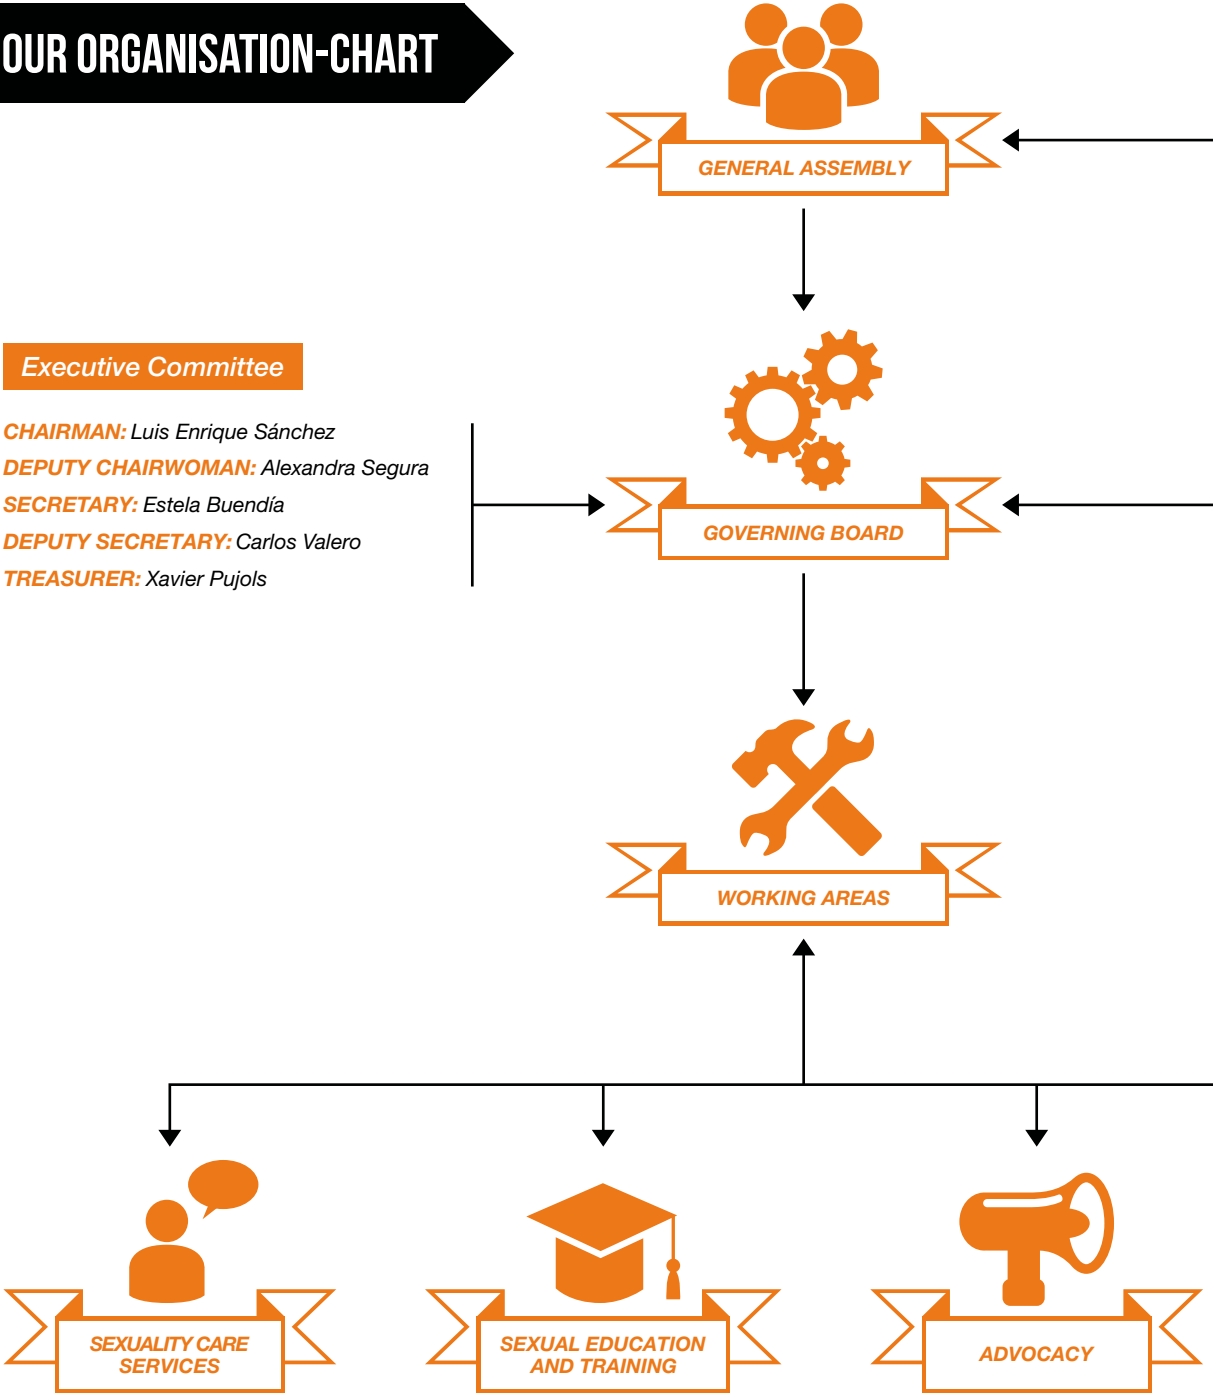 OUR ORGANISATION-CHART
GENERAL ASSEMBLY
Executive Committee
CHAIRMAN: Luis Enrique Sánchez
DEPUTY CHAIRWOMAN: Alexandra Segura
SECRETARY: Estela Buendía
DEPUTY SECRETARY: Carlos Valero
TREASURER: Xavier Pujols
GOVERNING BOARD
WORKING AREAS
SEXUALITY CARE
SERVICES
SEXUAL EDUCATION
AND TRAINING
ADVOCACY